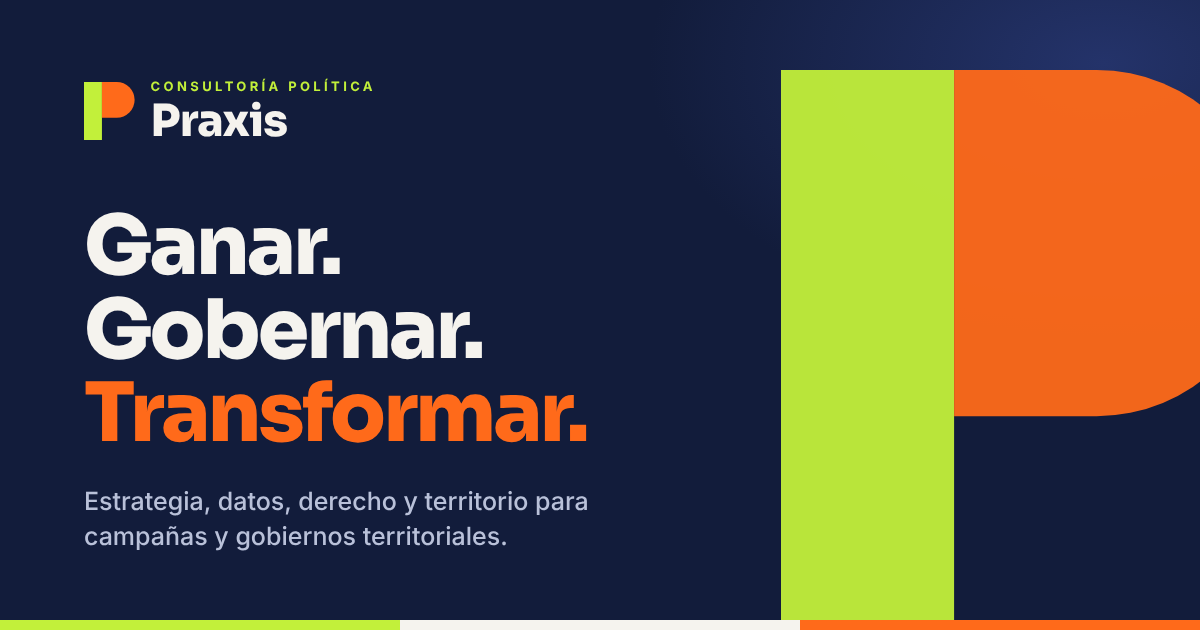 CONSULTORÍA POLÍTICA
Praxis
Ganar.
Gobernar.
Transformar.
Estrategia, datos, derecho y territorio para
campañas y gobiernos territoriales.